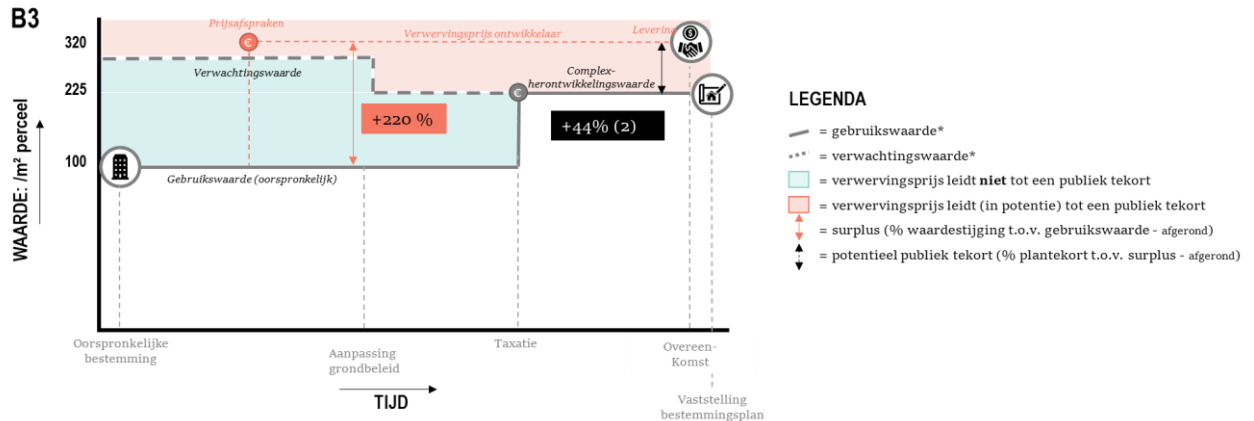 B3
WAARDE: /m² perceel
320
225
100
Prijsafspraken
Verwervingsprijs ontwikkelaar
Levering
€
Verwachtingswaarde
Complex-
herontwikkelingswaarde
€
+220 %
+44% (2)
Gebruikswaarde (oorspronkelijk)
Oorspronkelijke
bestemming
Aanpassing
grondbeleid
Taxatie
Overeen-
Komst
Vaststelling
bestemmingsplan
TIJD
LEGENDA
= gebruikswaarde*
= verwachtingswaarde*
= verwervingsprijs leidt niet tot een publiek tekort
= verwervingsprijs leidt (in potentie) tot een publiek tekort
= surplus (% waardestijging t.o.v. gebruikswaarde - afgerond)
= potentieel publiek tekort (% plantekort t.o.v. surplus - afgerond)